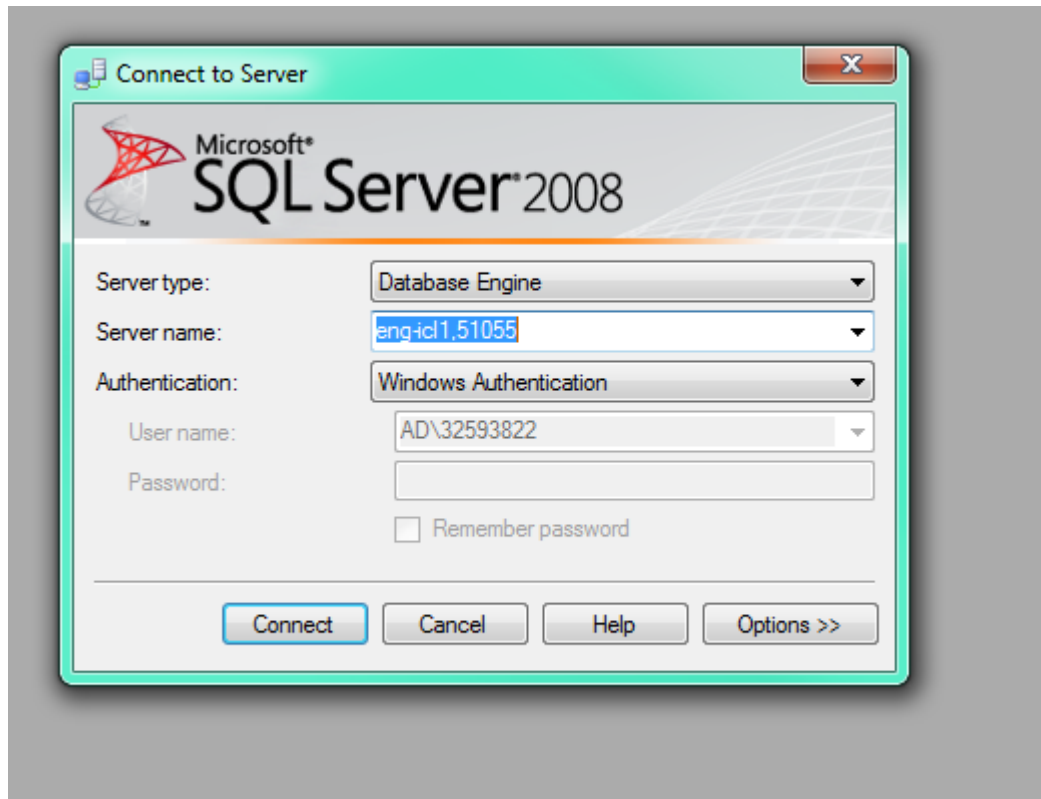 Connect to Server
Microsoft®
SQL Server® 2008
™
Server type: Database Engine
Server name: eng-icl1,51055
Authentication: Windows Authentication
User name: AD\32593822
Password:
Remember password
Connect Cancel Help Options >>